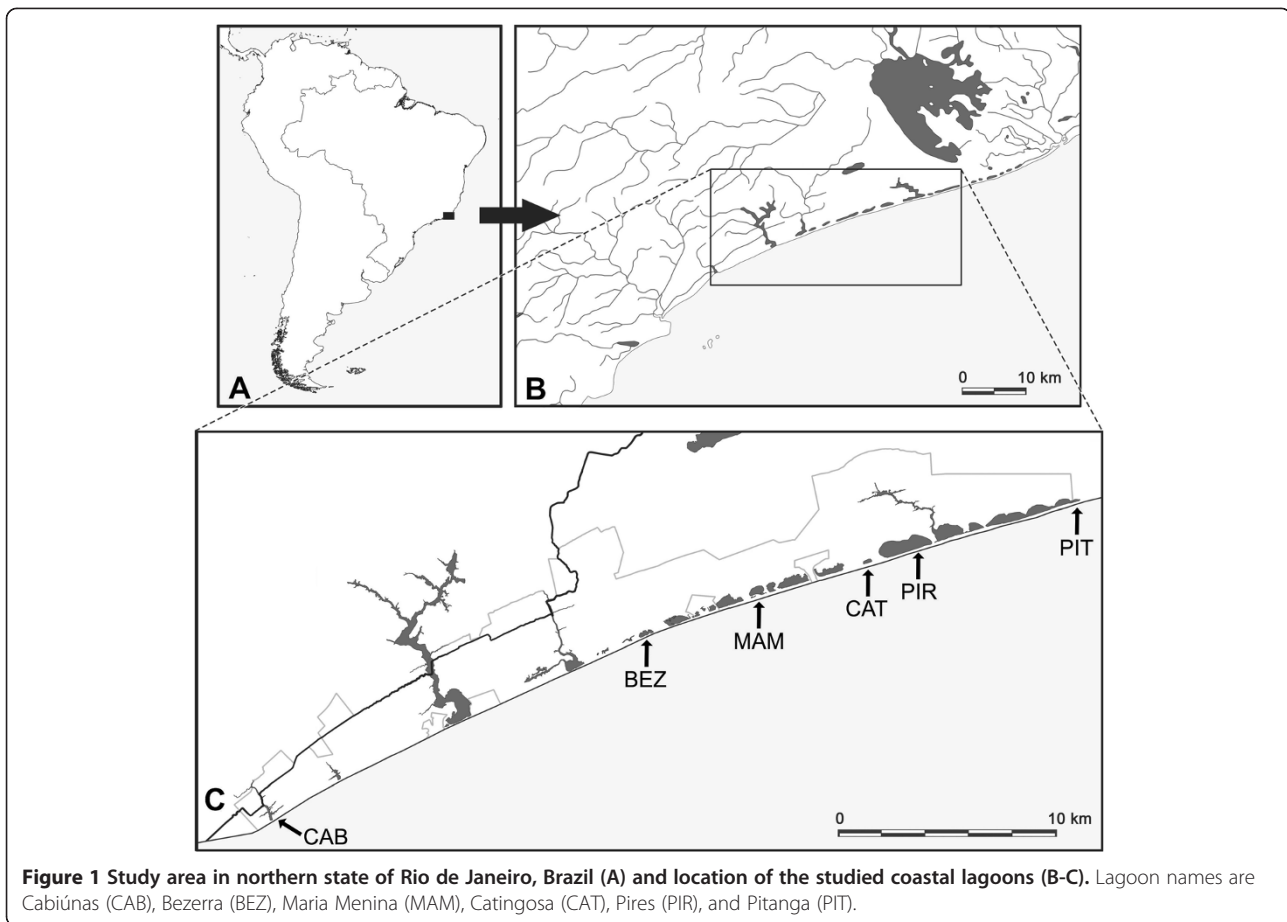 A
B
0 10 km
C
CAB
BEZ
MAM
CAT
PIR
PIT
0 10 km
Figure 1 Study area in northern state of Rio de Janeiro, Brazil (A) and location of the studied coastal lagoons (B-C). Lagoon names are
Cabiúnas (CAB), Bezerra (BEZ), Maria Menina (MAM), Catingosa (CAT), Pires (PIR), and Pitanga (PIT).